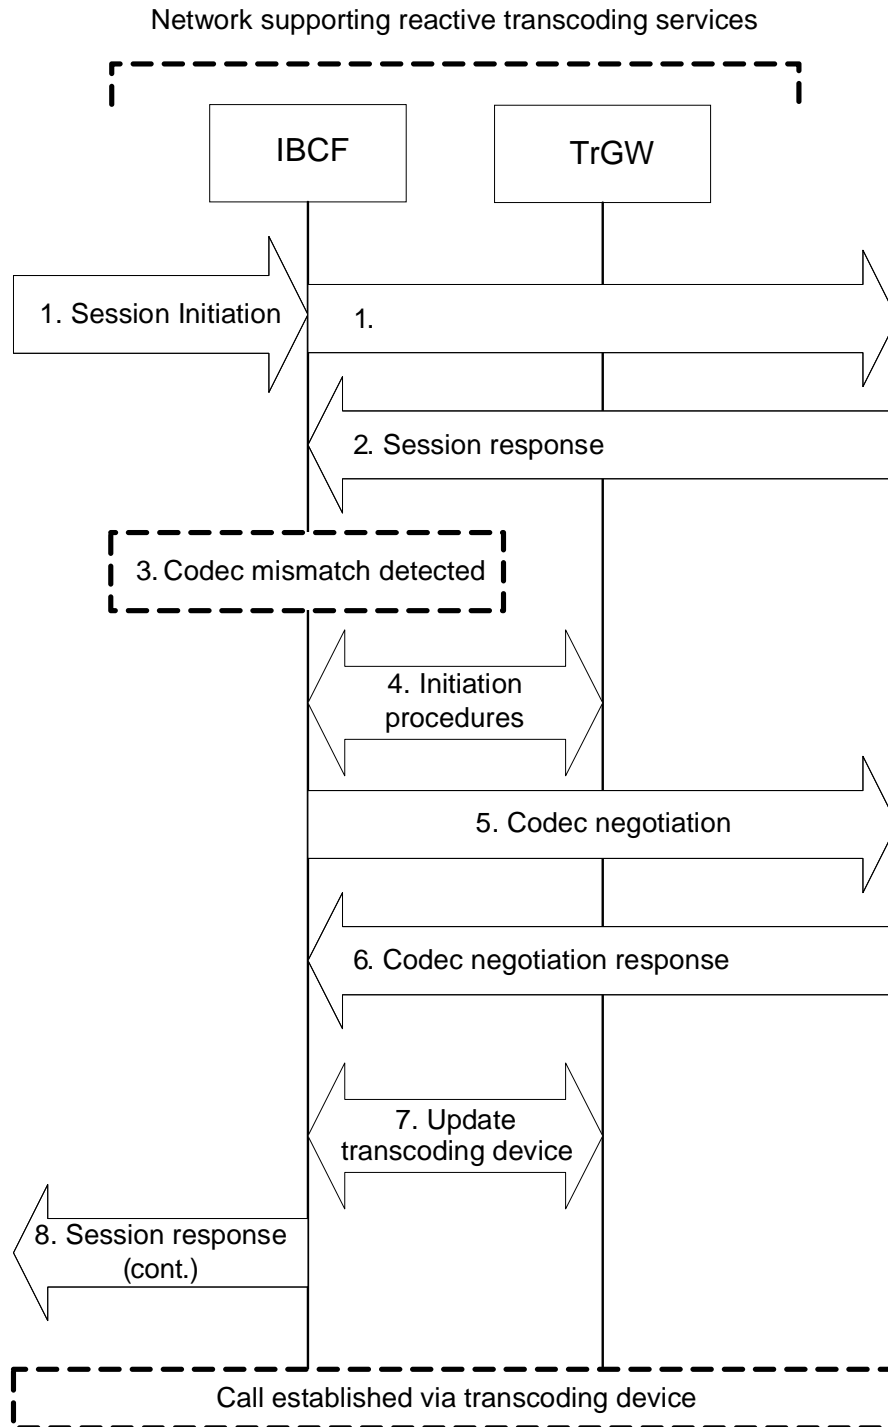 Network supporting reactive transcoding services
IBCF
TrGW
1. Session Initiation
1.
2. Session response
3. Codec mismatch detected
4. Initiation
procedures
5. Codec negotiation
6. Codec negotiation response
7. Update
transcoding device
8. Session response
(cont.)
Call established via transcoding device